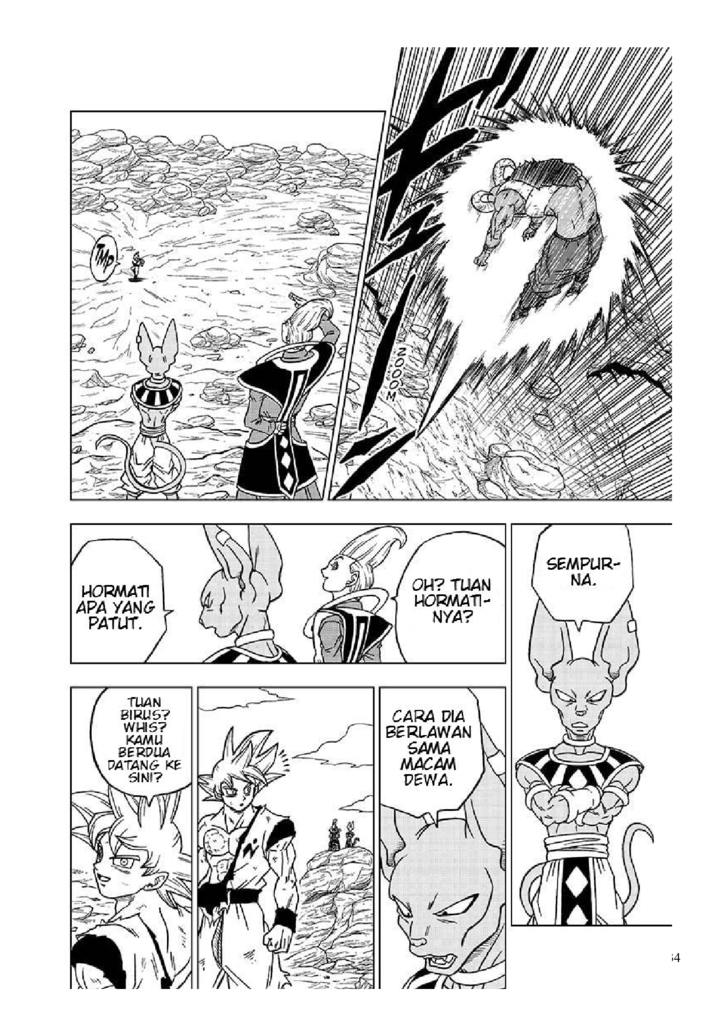 ZOOOOM
TMP
SEMPUR-
NA.
OH? TUAN
HORMATI-
NYA?
HORMATI
APA YANG
PATUT.
CARA DIA
BERLAWAN
SAMA
MACAM
DEWA.
TUAN
BIRUS?
WHIS?
KAMU
BERDUA
DATANG KE
SINI?